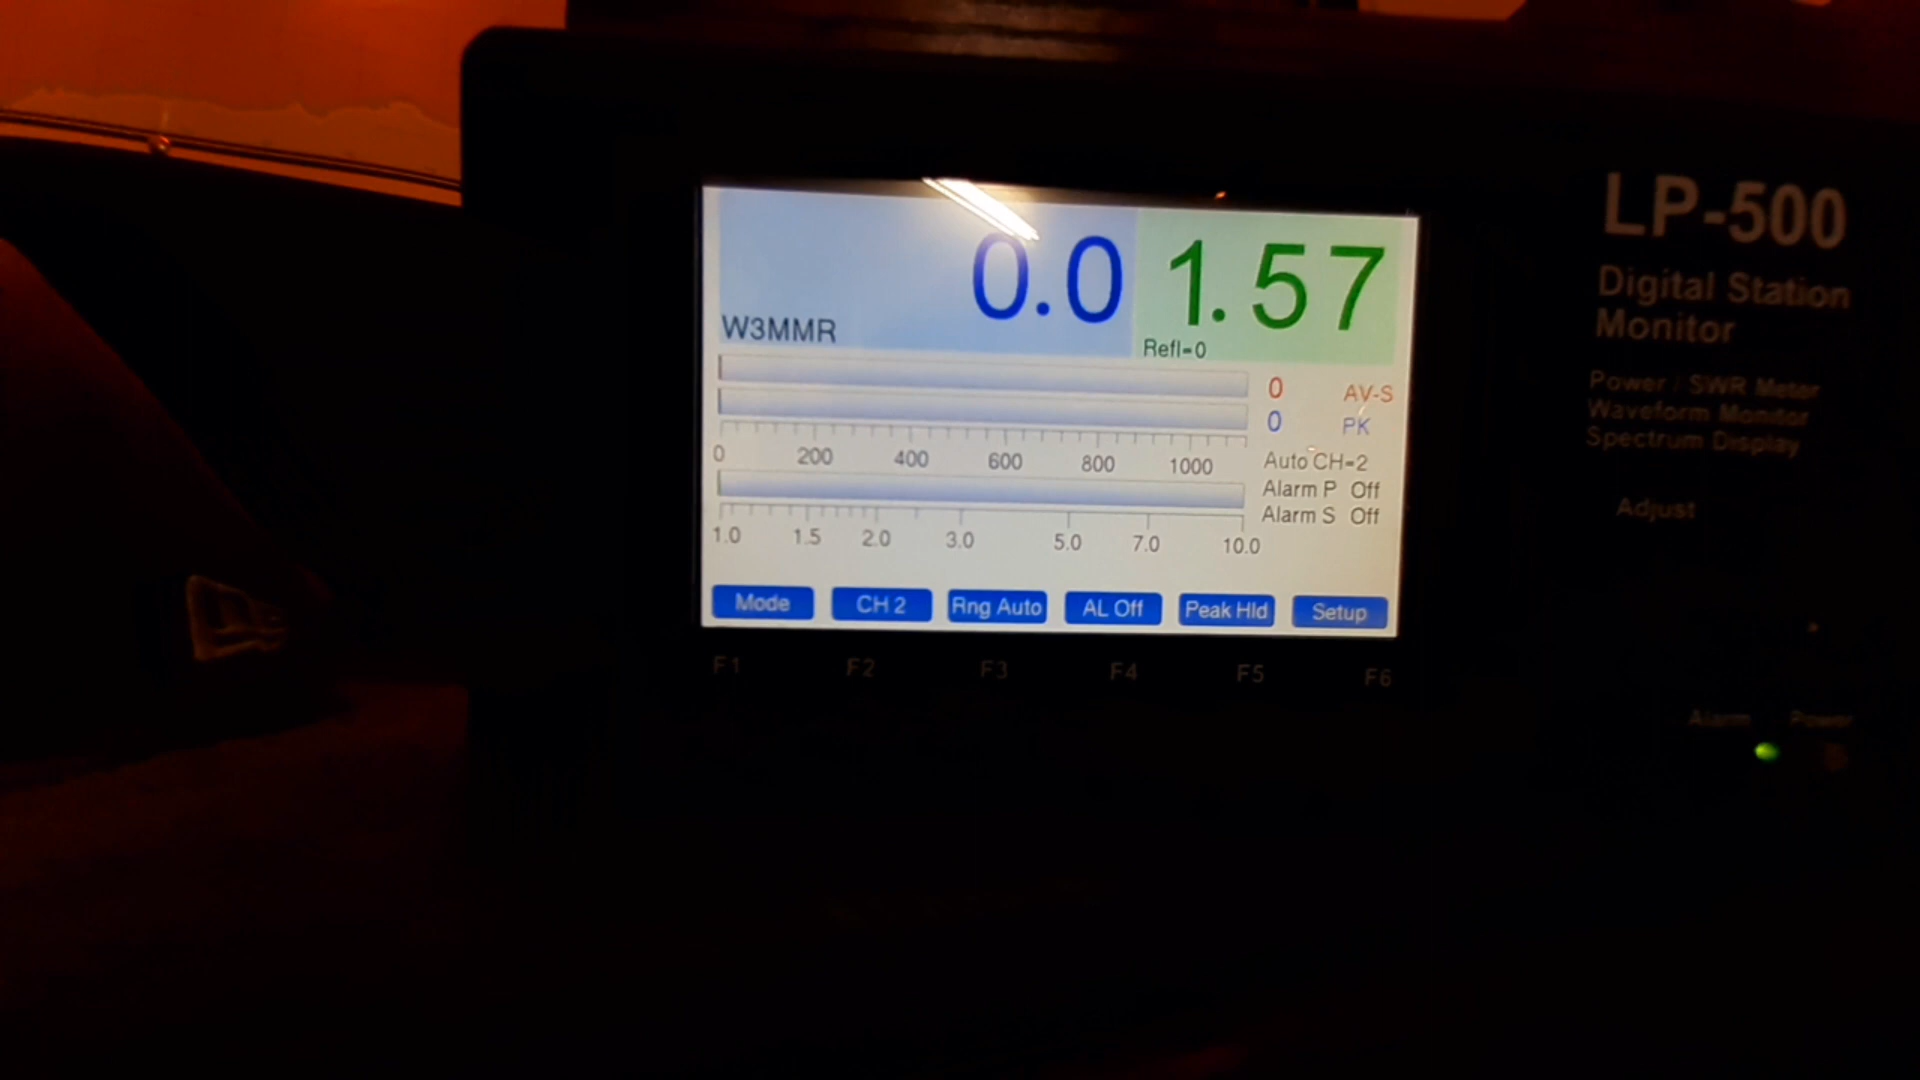 LP-500
Digital Station
Monitor
Power / SWR Meter
Waveform Monitor
Spectrum Display
Adjust
0.0 1.57
W3MMR
Refl=0
0 AV-S
0 PK
0 200 400 600 800 1000
Auto CH=2
Alarm P Off
Alarm S Off
1.0 1.5 2.0 3.0 5.0 7.0 10.0
Mode CH 2 Rng Auto AL Off Peak Hld Setup
F1 F2 F3 F4 F5 F6
Alarm Power